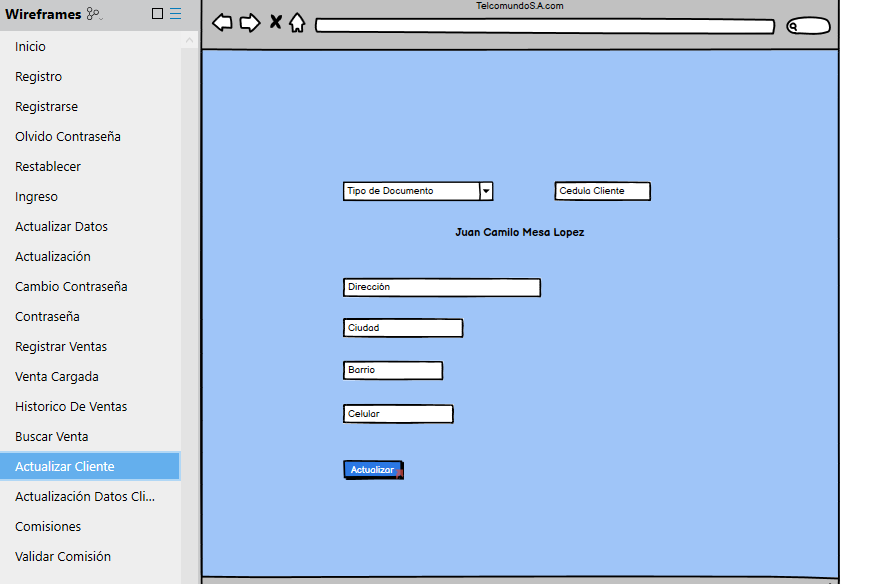 Wireframes
Inicio
Registro
Registrarse
Olvido Contraseña
Restablecer
Ingreso
Actualizar Datos
Actualización
Cambio Contraseña
Contraseña
Registrar Ventas
Venta Cargada
Historico De Ventas
Buscar Venta
Actualizar Cliente
Actualización Datos Cli...
Comisiones
Validar Comisión
TelcomundoS.A.com
Tipo de Documento
Cedula Cliente
Juan Camilo Mesa Lopez
Dirección
Ciudad
Barrio
Celular
Actualizar